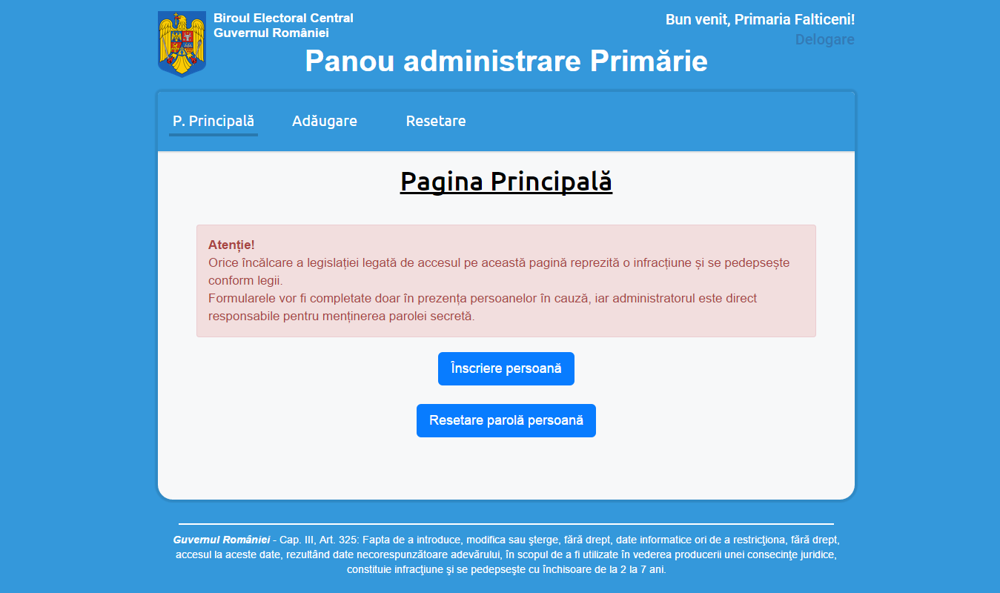 Biroul Electoral Central
Guvernul României
Bun venit, Primaria Falticeni!
Delogare
Panou administrare Primărie
P. Principală
Adăugare
Resetare
Pagina Principală
Atenție!
Orice încălcare a legislației legată de accesul pe această pagină reprezită o infracțiune și se pedepsește
conform legii.
Formularele vor fi completate doar în prezența persoanelor în cauză, iar administratorul este direct
responsabile pentru menținerea parolei secretă.
Înscriere persoană
Resetare parolă persoană
Guvernul României - Cap. III, Art. 325: Fapta de a introduce, modifica sau şterge, fără drept, date informatice ori de a restricţiona, fără drept,
accesul la aceste date, rezultând date necorespunzătoare adevărului, în scopul de a fi utilizate în vederea producerii unei consecinţe juridice,
constituie infracţiune şi se pedepseşte cu închisoare de la 2 la 7 ani.